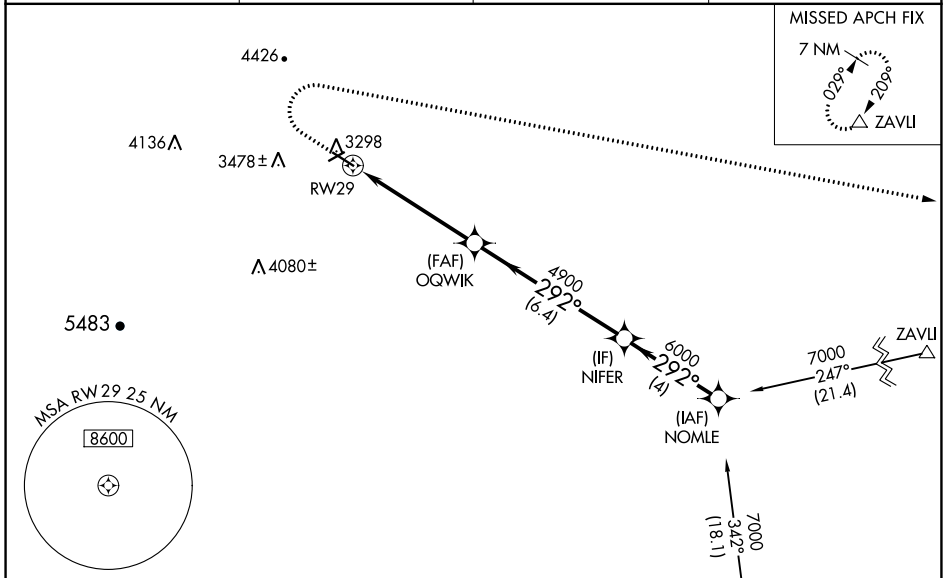 MISSED APCH FIX
7 NM
029°
209°
ZAVLI
4426
4136
3478±
3298
RW29
4080±
(FAF)
OQWIK
4900
292°
(6.4)
5483
(IF)
NIFER
6000
292°
(4)
ZAVLI
7000
247°
(21.4)
(IAF)
NOMLE
MSA RW29 25 NM
8600
7000
342°
(18.1)